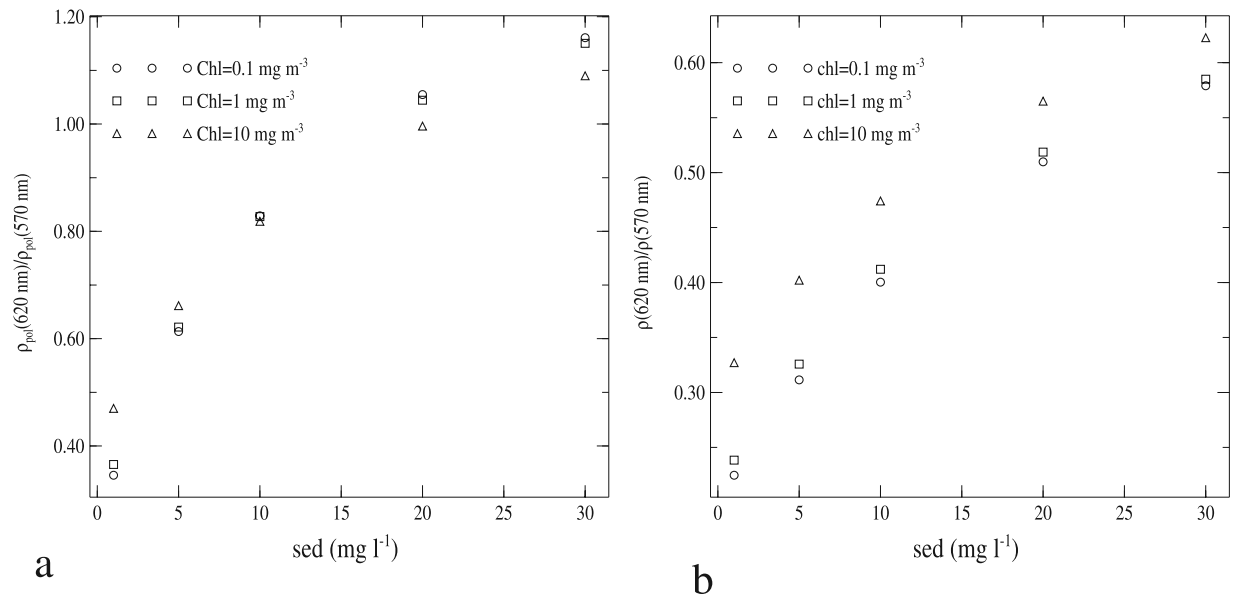 1.20
1.00
0.80
0.60
0.40
ρpol(620 nm)/ρpol(570 nm)
Chl=0.1 mg m-3
Chl=1 mg m-3
Chl=10 mg m-3
0 5 10 15 20 25 30
sed (mg l-1)
a
0.60
0.50
0.40
0.30
ρ(620 nm)/ρ(570 nm)
chl=0.1 mg m-3
chl=1 mg m-3
chl=10 mg m-3
0 5 10 15 20 25 30
sed (mg l-1)
b